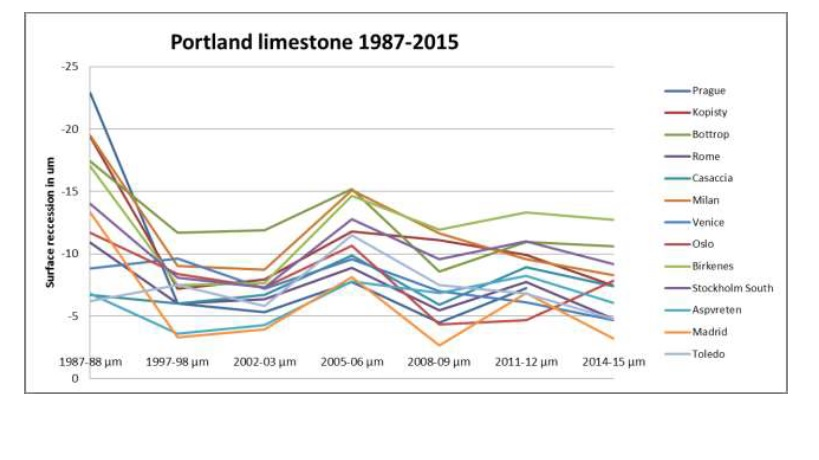 Portland limestone 1987-2015
Surface reccession in um
-25
-20
-15
-10
-5
0
1987-88 µm 1997-98 µm 2002-03 µm 2005-06 µm 2008-09 µm 2011-12 µm 2014-15 µm
Prague
Kopisty
Bottrop
Rome
Casaccia
Milan
Venice
Oslo
Birkenes
Stockholm South
Aspvreten
Madrid
Toledo